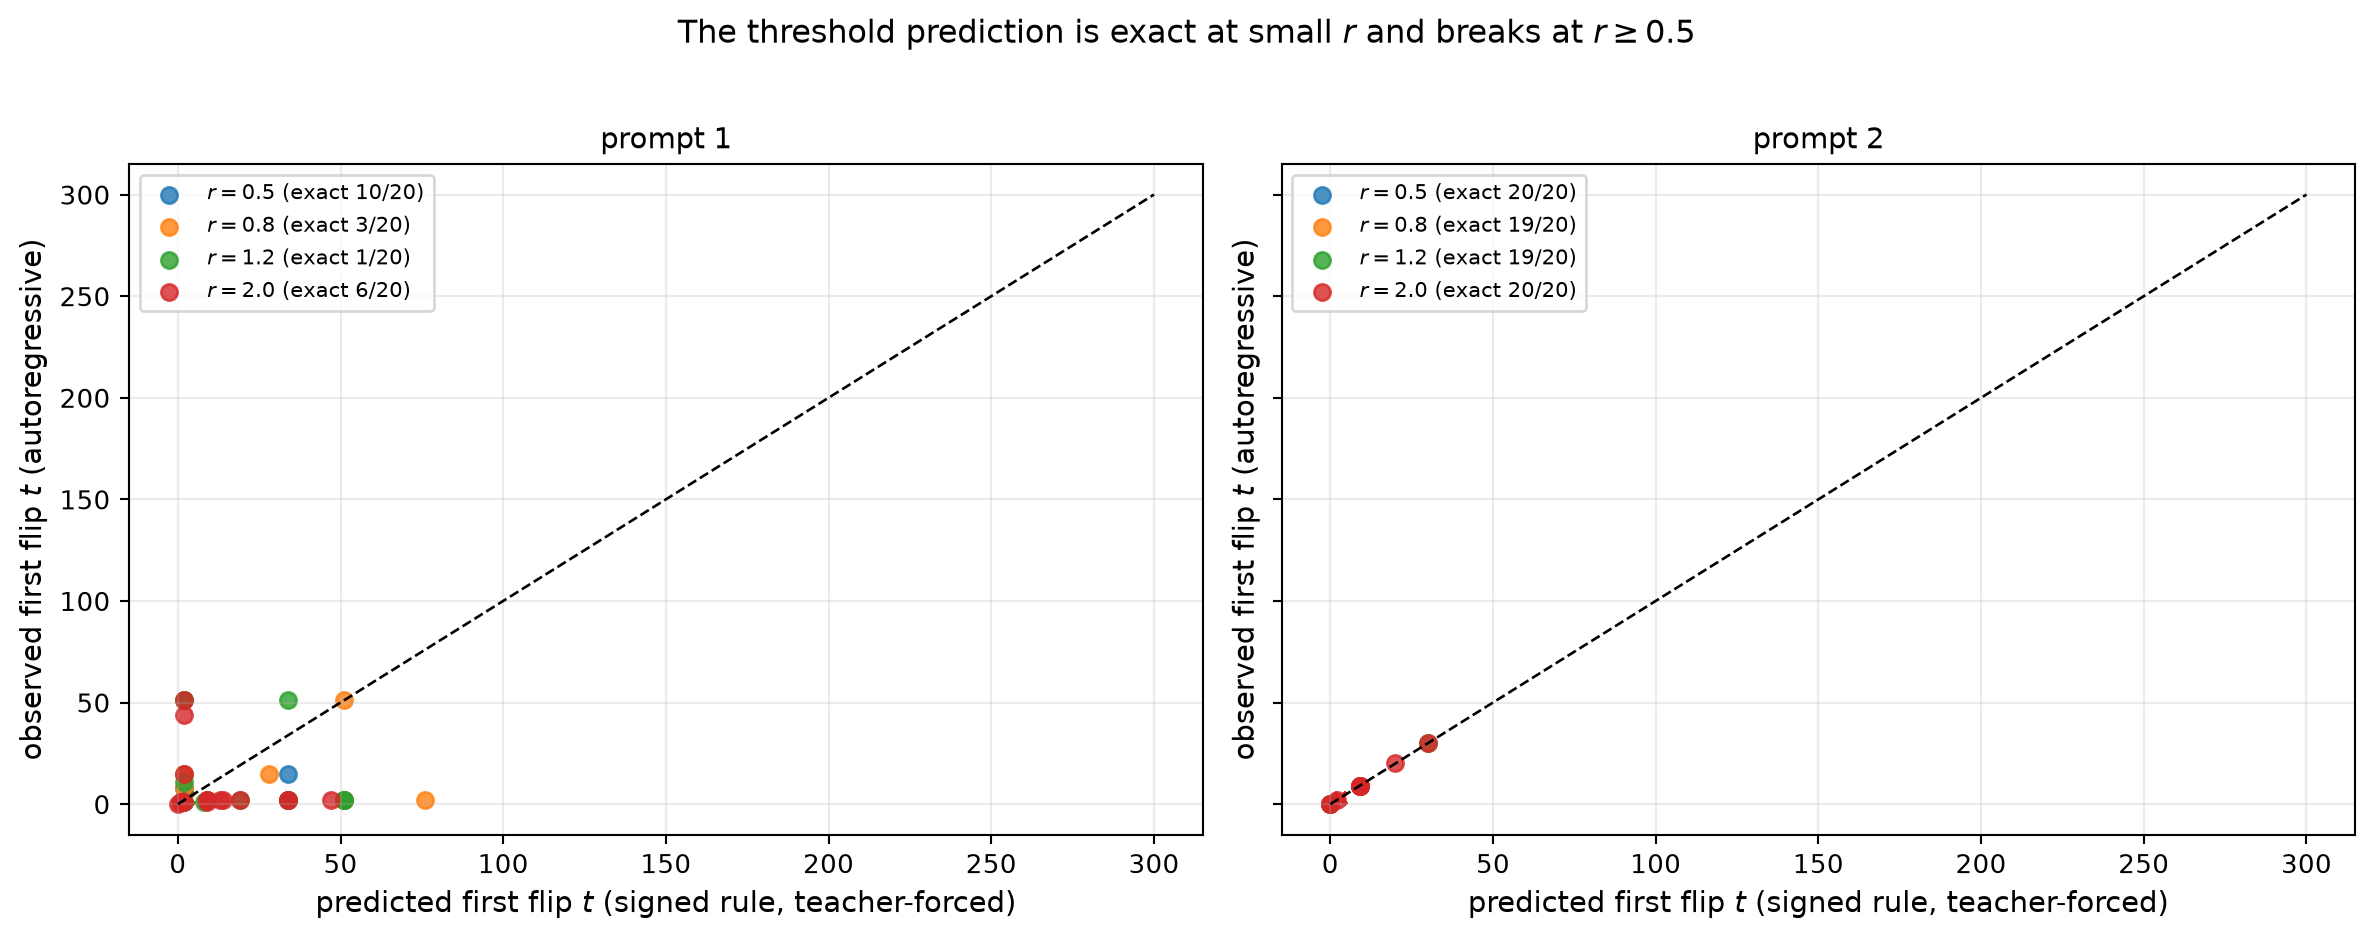 The threshold prediction is exact at small r and breaks at r ≥ 0.5
prompt 1
r = 0.5 (exact 10/20)
r = 0.8 (exact 3/20)
r = 1.2 (exact 1/20)
r = 2.0 (exact 6/20)
300
250
200
150
100
50
0
observed first flip t (autoregressive)
0 50 100 150 200 250 300
predicted first flip t (signed rule, teacher-forced)
prompt 2
r = 0.5 (exact 20/20)
r = 0.8 (exact 19/20)
r = 1.2 (exact 19/20)
r = 2.0 (exact 20/20)
observed first flip t (autoregressive)
0 50 100 150 200 250 300
predicted first flip t (signed rule, teacher-forced)